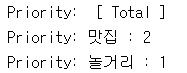 Priority:  [ Total ]
Priority: 맛집 : 2
Priority: 놀거리 : 1